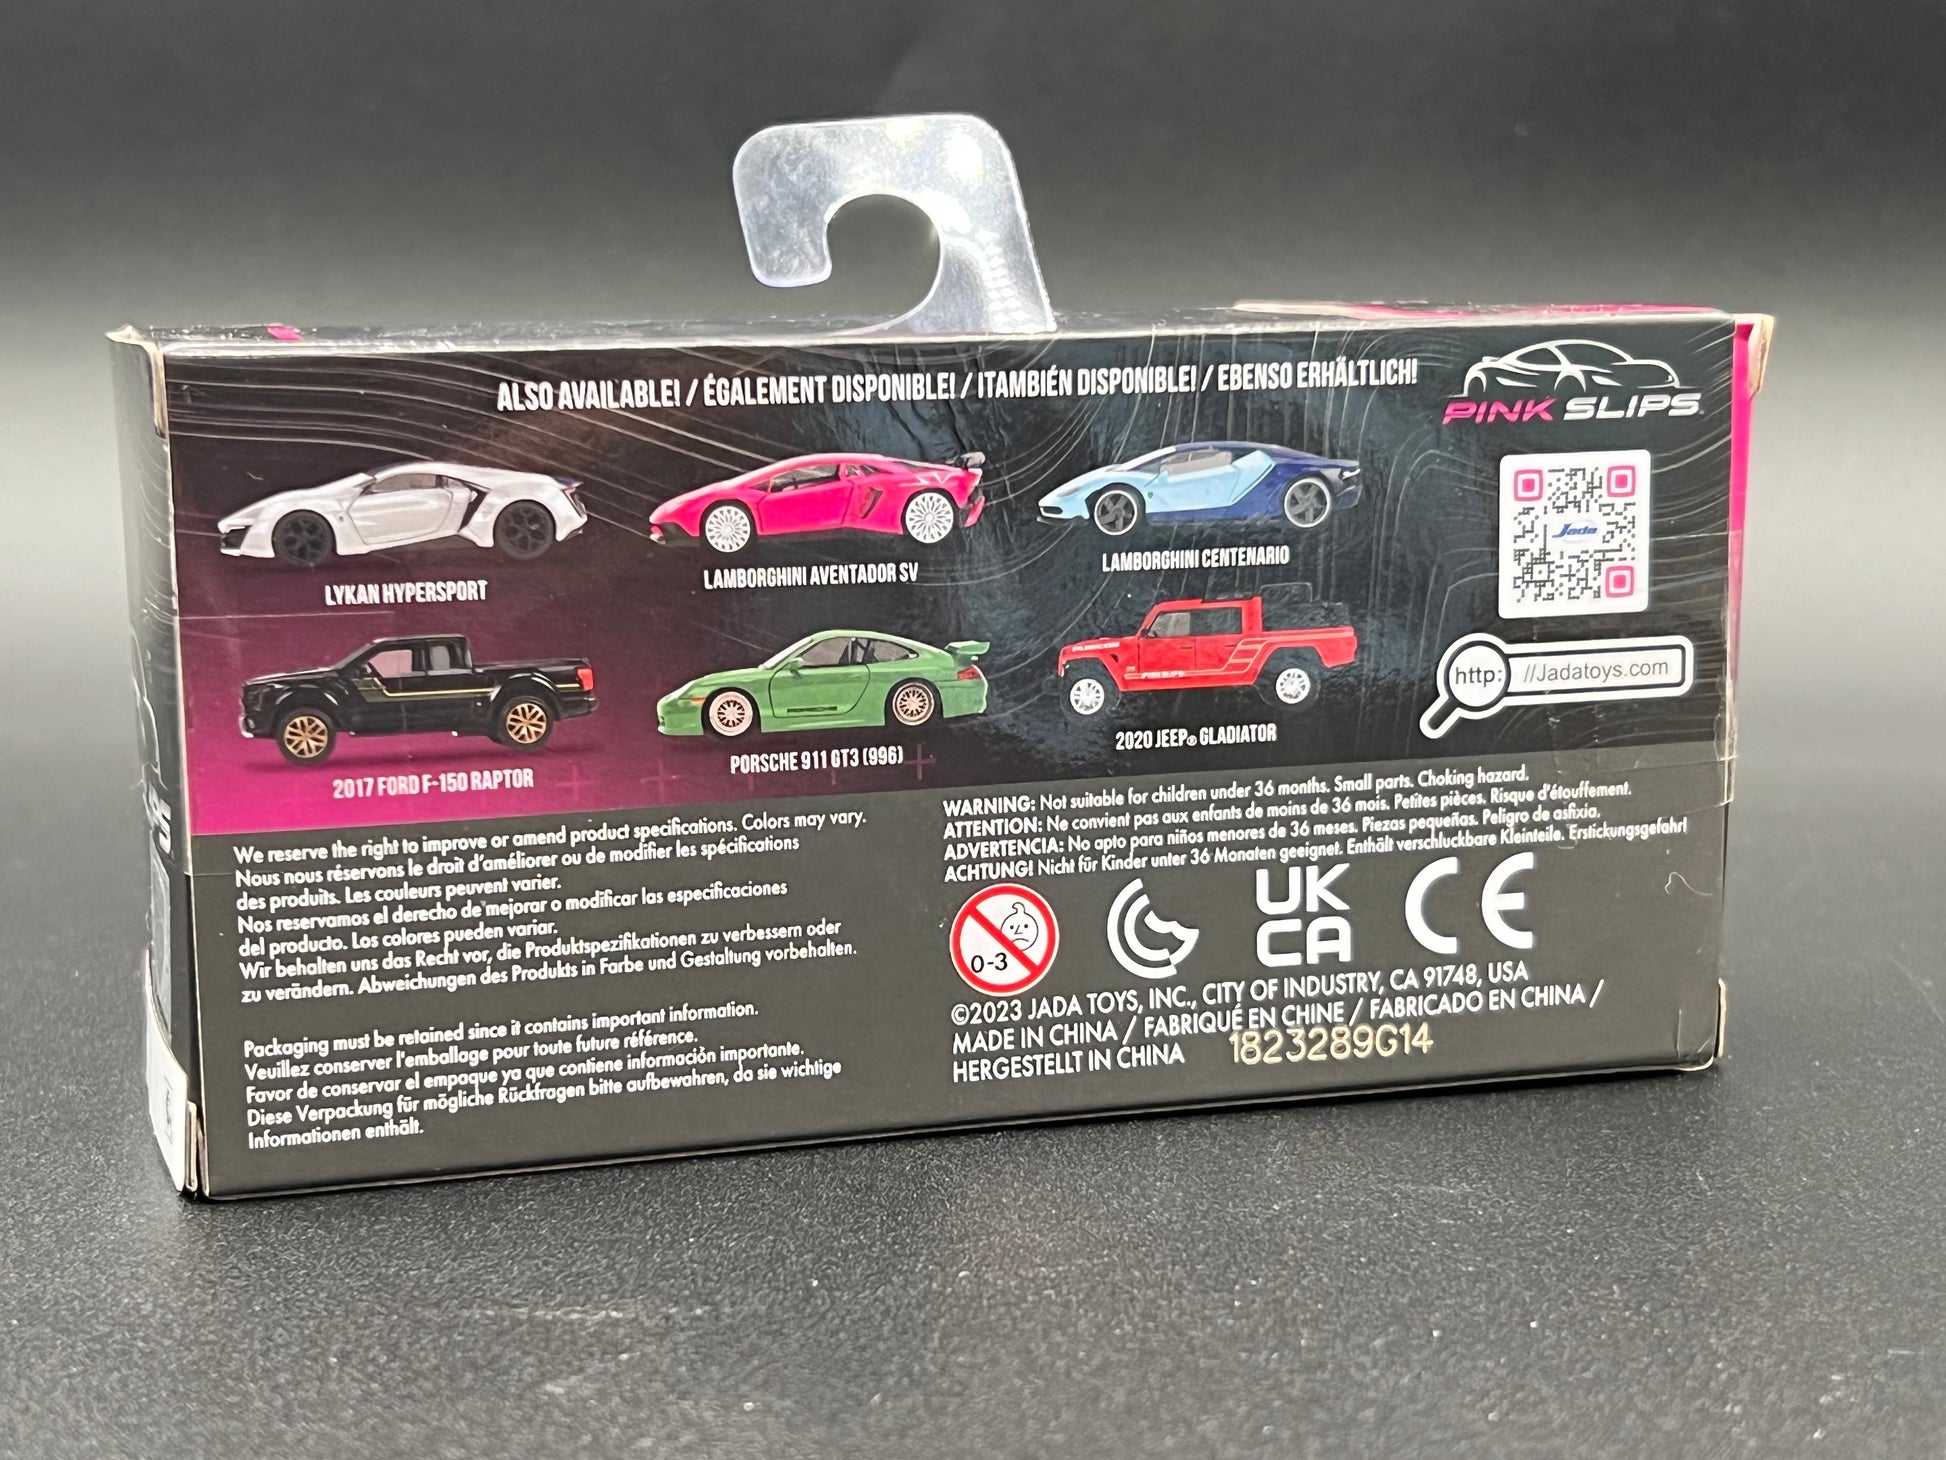 ALSO AVAILABLE! / ÉGALEMENT DISPONIBLE! / ITAMBIÉN DISPONIBLE! / EBENSO ERHÄLTLICH!
PINK SLIPS
LYKAN HYPERSPORT
LAMBORGHINI AVENTADOR SV
LAMBORGHINI CENTENARIO
Jada
http: //Jadatoys.com
2017 FORD F-150 RAPTOR
PORSCHE 911 GT3 (996)
PINK SLIPS
2020 JEEP® GLADIATOR
We reserve the right to improve or amend product specifications. Colors may vary.
Nous nous réservons le droit d'améliorer ou de modifier les spécifications
des produits. Les couleurs peuvent varier.
Nos reservamos el derecho de mejorar o modificar las especificaciones
del producto. Los colores pueden variar.
Wir behalten uns das Recht vor, die Produktspezifikationen zu verbessern oder
zu verändern. Abweichungen des Produkts in Farbe und Gestaltung vorbehalten.
Packaging must be retained since it contains important information.
Veuillez conserver l'emballage pour toute future référence.
Favor de conservar el empaque ya que contiene información importante.
Diese Verpackung für mögliche Rückfragen bitte aufbewahren, da sie wichtige
Informationen enthält.
WARNING: Not suitable for children under 36 months. Small parts. Choking hazard.
ATTENTION: Ne convient pas aux enfants de moins de 36 mois. Petites pièces. Risque d'étouffement.
ADVERTENCIA: No apto para niños menores de 36 meses. Piezas pequeñas. Peligro de asfixia.
ACHTUNG! Nicht für Kinder unter 36 Monaten geeignet. Enthält verschluckbare Kleinteile. Erstickungsgefahr!
0-3
UK
CA
CE
©2023 JADA TOYS, INC., CITY OF INDUSTRY, CA 91748, USA
MADE IN CHINA / FABRIQUÉ EN CHINE / FABRICADO EN CHINA /
HERGESTELLT IN CHINA
1823289G14